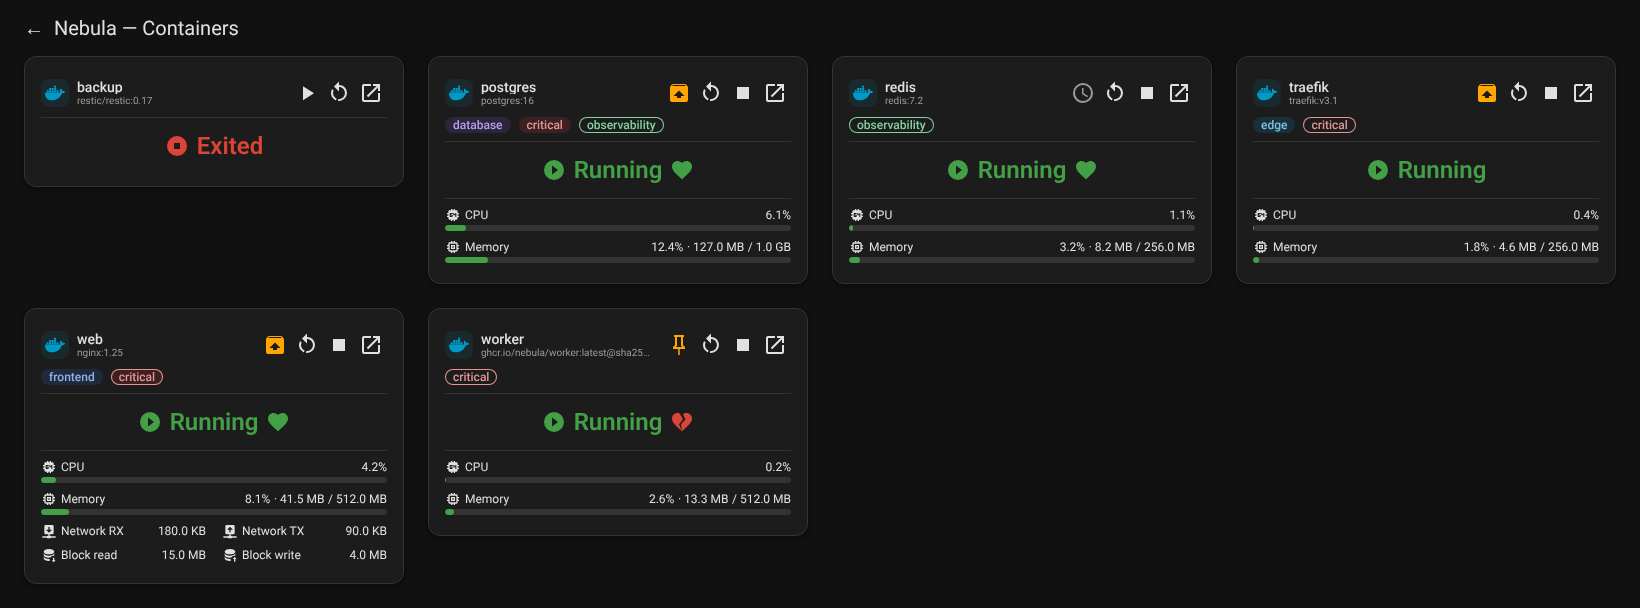 ← Nebula — Containers
backup
restic/restic:0.17
Exited
postgres
postgres:16
database critical observability
Running
CPU 6.1%
Memory 12.4% · 127.0 MB / 1.0 GB
redis
redis:7.2
observability
Running
CPU 1.1%
Memory 3.2% · 8.2 MB / 256.0 MB
traefik
traefik:v3.1
edge critical
Running
CPU 0.4%
Memory 1.8% · 4.6 MB / 256.0 MB
web
nginx:1.25
frontend critical
Running
CPU 4.2%
Memory 8.1% · 41.5 MB / 512.0 MB
Network RX 180.0 KB Network TX 90.0 KB
Block read 15.0 MB Block write 4.0 MB
worker
ghcr.io/nebula/worker:latest@sha25…
critical
Running
CPU 0.2%
Memory 2.6% · 13.3 MB / 512.0 MB